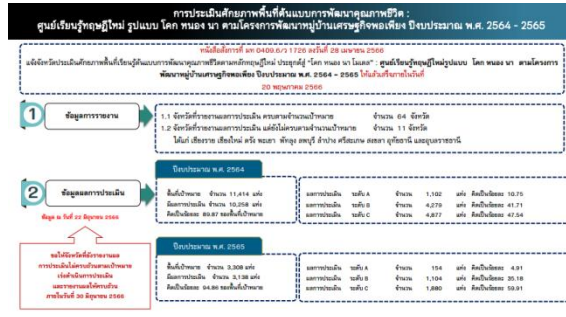 การประเมินศักยภาพพื้นที่ต้นแบบการพัฒนาคุณภาพชีวิต :
ศูนย์เรียนรู้ทฤษฎีใหม่ รูปแบบ โคก หนอง นา ตามโครงการพัฒนาหมู่บ้านเศรษฐกิจพอเพียง ปีงบประมาณ พ.ศ. 2564 - 2565
หนังสือสั่งการที่ มท 0409.6/ว 1726 ลงวันที่ 28 เมษายน 2566
แจ้งจังหวัดประเมินศักยภาพพื้นที่เรียนรู้ต้นแบบการพัฒนาคุณภาพชีวิตตามหลักทฤษฎีใหม่ ประยุกต์สู่ "โคก หนอง นา โมเดล" : ศูนย์เรียนรู้ทฤษฎีใหม่รูปแบบ โคก หนอง นา ตามโครงการ
พัฒนาหมู่บ้านเศรษฐกิจพอเพียง ปีงบประมาณ พ.ศ. 2564 - 2565 ให้แล้วเสร็จภายในวันที่
20 พฤษภาคม 2566
1
ข้อมูลการรายงาน
1.1 จังหวัดที่รายงานผลการประเมิน ครบตามจำนวนเป้าหมาย จำนวน 64 จังหวัด
1.2 จังหวัดที่รายงานผลการประเมิน แต่ยังไม่ครบตามจำนวนเป้าหมาย จำนวน 11 จังหวัด
ได้แก่ เชียงราย เชียงใหม่ ตรัง พะเยา พัทลุง ลพบุรี ลำปาง ศรีสะเกษ สงขลา อุทัยธานี และอุบลราชธานี
2
ข้อมูลผลการประเมิน
ข้อมูล ณ วันที่ 22 มิถุนายน 2566
ปีงบประมาณ พ.ศ. 2564
พื้นที่เป้าหมาย จำนวน 11,414 แห่ง
มีผลการประเมิน จำนวน 10,258 แห่ง
คิดเป็นร้อยละ 89.87 ของพื้นที่เป้าหมาย
ผลการประเมิน ระดับ A จำนวน 1,102 แห่ง คิดเป็นร้อยละ 10.75
ผลการประเมิน ระดับ B จำนวน 4,279 แห่ง คิดเป็นร้อยละ 41.71
ผลการประเมิน ระดับ C จำนวน 4,877 แห่ง คิดเป็นร้อยละ 47.54
ขอให้จังหวัดที่ยังรายงานผล
การประเมินไม่ครบถ้วนตามเป้าหมาย
เร่งดำเนินการประเมิน
และรายงานผลให้ครบถ้วน
ภายในวันที่ 30 มิถุนายน 2566
ปีงบประมาณ พ.ศ. 2565
พื้นที่เป้าหมาย จำนวน 3,308 แห่ง
มีผลการประเมิน จำนวน 3,138 แห่ง
คิดเป็นร้อยละ 94.86 ของพื้นที่เป้าหมาย
ผลการประเมิน ระดับ A จำนวน 154 แห่ง คิดเป็นร้อยละ 4.91
ผลการประเมิน ระดับ B จำนวน 1,104 แห่ง คิดเป็นร้อยละ 35.18
ผลการประเมิน ระดับ C จำนวน 1,880 แห่ง คิดเป็นร้อยละ 59.91